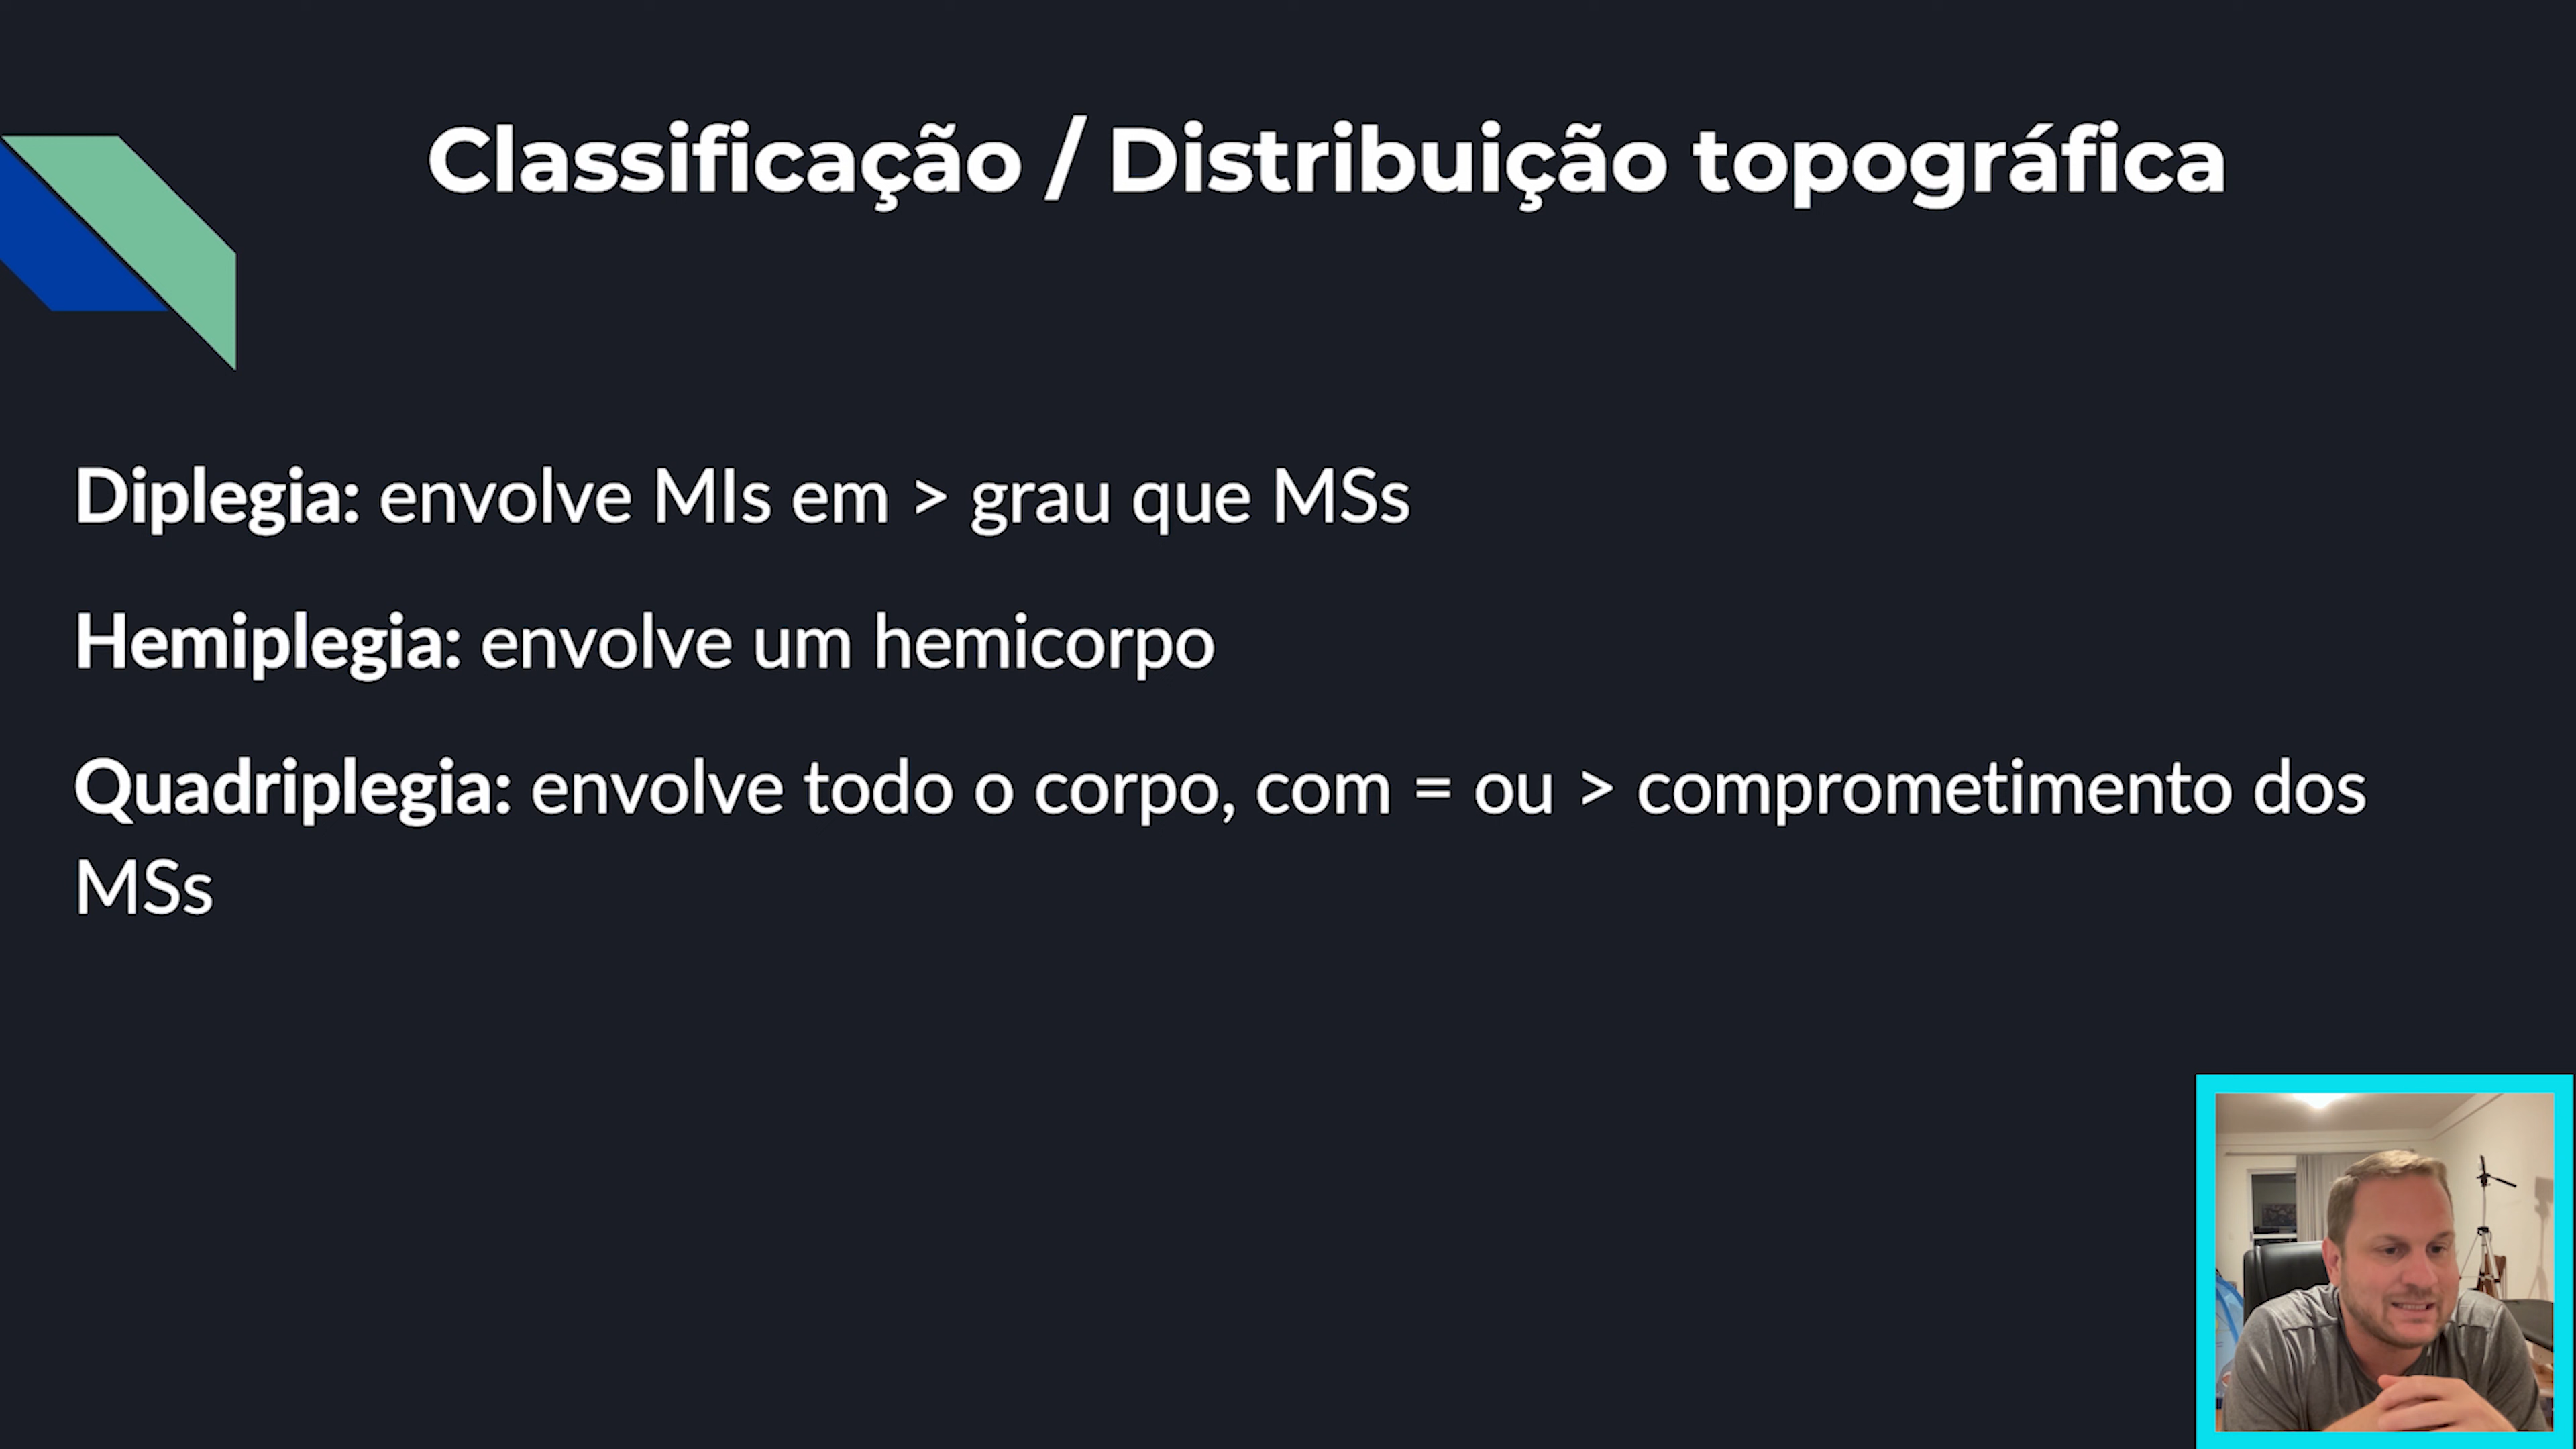 Classificação / Distribuição topográfica
Diplegia: envolve MIs em > grau que MSs
Hemiplegia: envolve um hemicorpo
Quadriplegia: envolve todo o corpo, com = ou > comprometimento dos
MSs